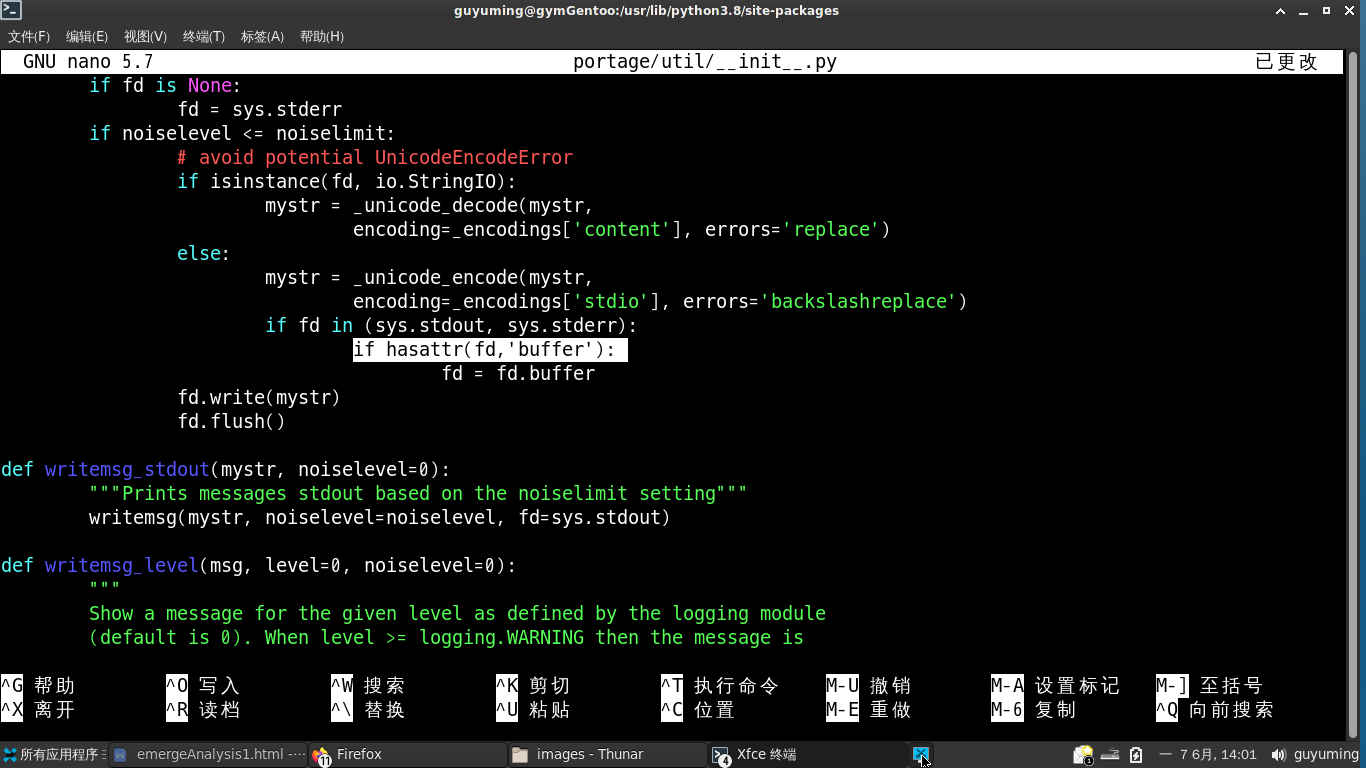 guyuming@gymGentoo:/usr/lib/python3.8/site-packages
文件(F) 编辑(E) 视图(V) 终端(T) 标签(A) 帮助(H)
GNU nano 5.7 portage/util/__init__.py 已更改
if fd is None:
fd = sys.stderr
if noiselevel <= noiselimit:
# avoid potential UnicodeEncodeError
if isinstance(fd, io.StringIO):
mystr = _unicode_decode(mystr,
encoding=_encodings['content'], errors='replace')
else:
mystr = _unicode_encode(mystr,
encoding=_encodings['stdio'], errors='backslashreplace')
if fd in (sys.stdout, sys.stderr):
if hasattr(fd,'buffer'):
fd = fd.buffer
fd.write(mystr)
fd.flush()
def writemsg_stdout(mystr, noiselevel=0):
"""Prints messages stdout based on the noiselimit setting"""
writemsg(mystr, noiselevel=noiselevel, fd=sys.stdout)
def writemsg_level(msg, level=0, noiselevel=0):
"""
Show a message for the given level as defined by the logging module
(default is 0). When level >= logging.WARNING then the message is
^G 帮助 ^O 写入 ^W 搜索 ^K 剪切 ^T 执行命令 M-U 撤销 M-A 设置标记 M-] 至括号
^X 离开 ^R 读档 ^\ 替换 ^U 粘贴 ^C 位置 M-E 重做 M-6 复制 ^Q 向前搜索
所有应用程序 emergeAnalysis1.html 11 Firefox images - Thunar 4 Xfce 终端 1 一 7 6月, 14:01 guyuming